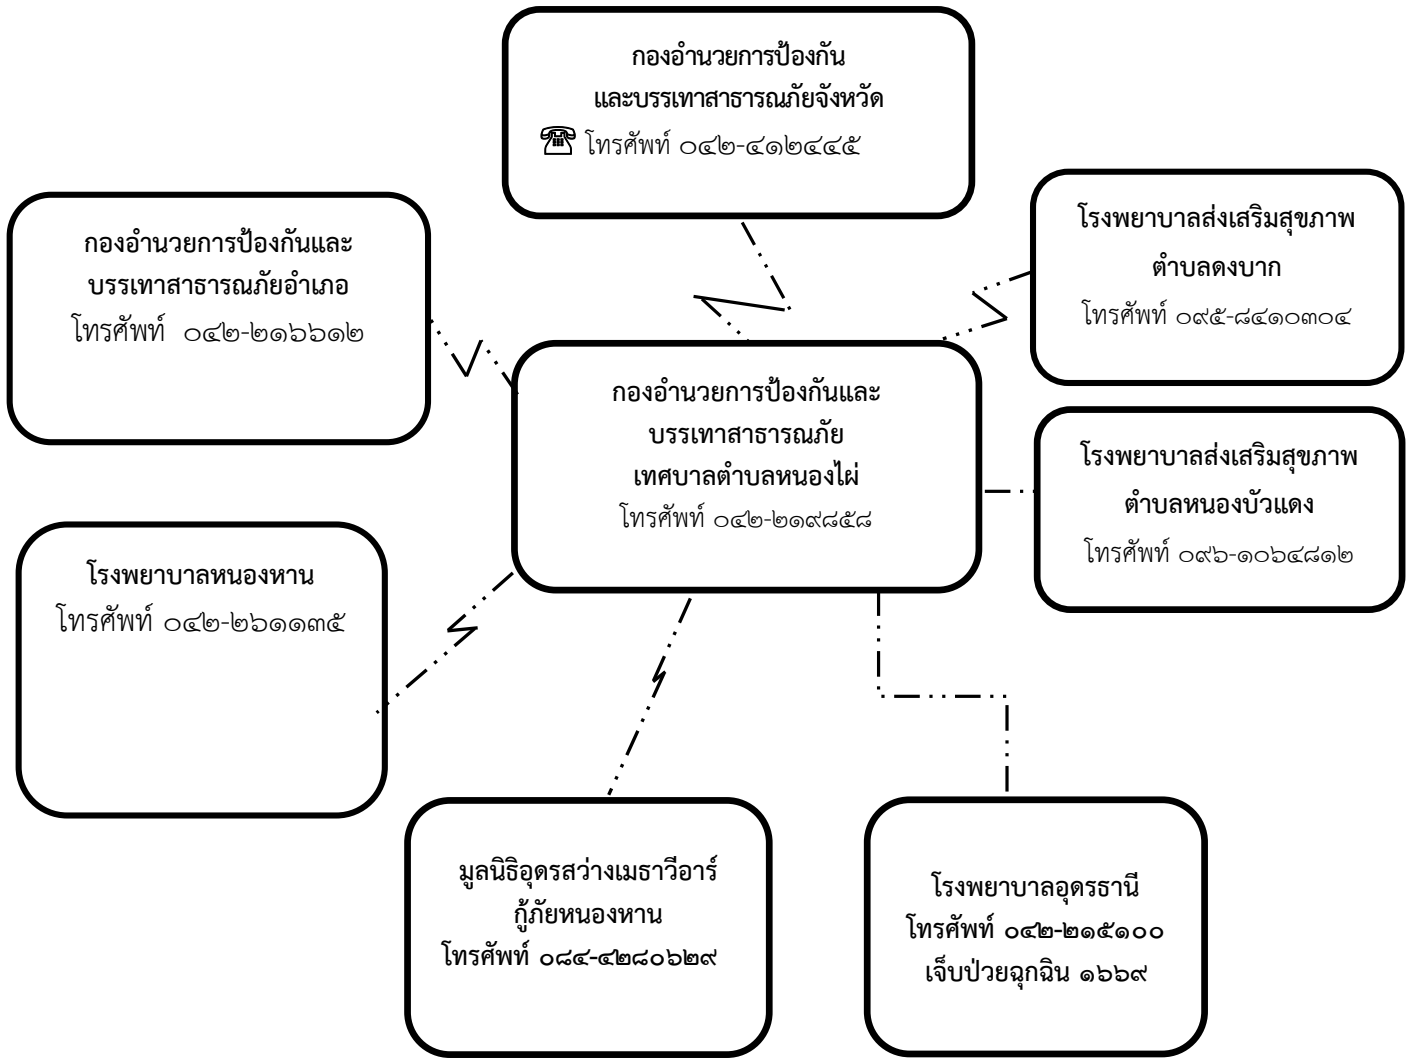 กองอำนวยการป้องกัน
และบรรเทาสาธารณภัยจังหวัด
☎ โทรศัพท์ ๐๔๒-๔๑๒๔๔๕
กองอำนวยการป้องกันและ
บรรเทาสาธารณภัยอำเภอ
โทรศัพท์ ๐๔๒-๒๑๖๖๑๒
โรงพยาบาลส่งเสริมสุขภาพ
ตำบลดงบาก
โทรศัพท์ ๐๙๕-๘๔๑๐๓๐๔
กองอำนวยการป้องกันและ
บรรเทาสาธารณภัย
เทศบาลตำบลหนองไผ่
โทรศัพท์ ๐๔๒-๒๑๙๘๕๘
โรงพยาบาลส่งเสริมสุขภาพ
ตำบลหนองบัวแดง
โทรศัพท์ ๐๙๖-๑๐๖๔๘๑๒
โรงพยาบาลหนองหาน
โทรศัพท์ ๐๔๒-๒๖๑๑๓๕
มูลนิธิอุดรสว่างเมธาวีอาร์
กู้ภัยหนองหาน
โทรศัพท์ ๐๘๔-๔๒๘๐๖๒๙
โรงพยาบาลอุดรธานี
โทรศัพท์ ๐๔๒-๒๑๕๑๐๐
เจ็บป่วยฉุกฉิน ๑๖๖๙